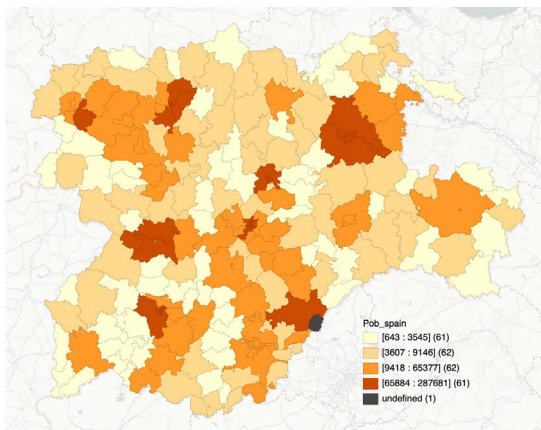 Pob_spain
[643 : 3545] (61)
[3607 : 9146] (62)
[9418 : 65377] (62)
[65884 : 287681] (61)
undefined (1)